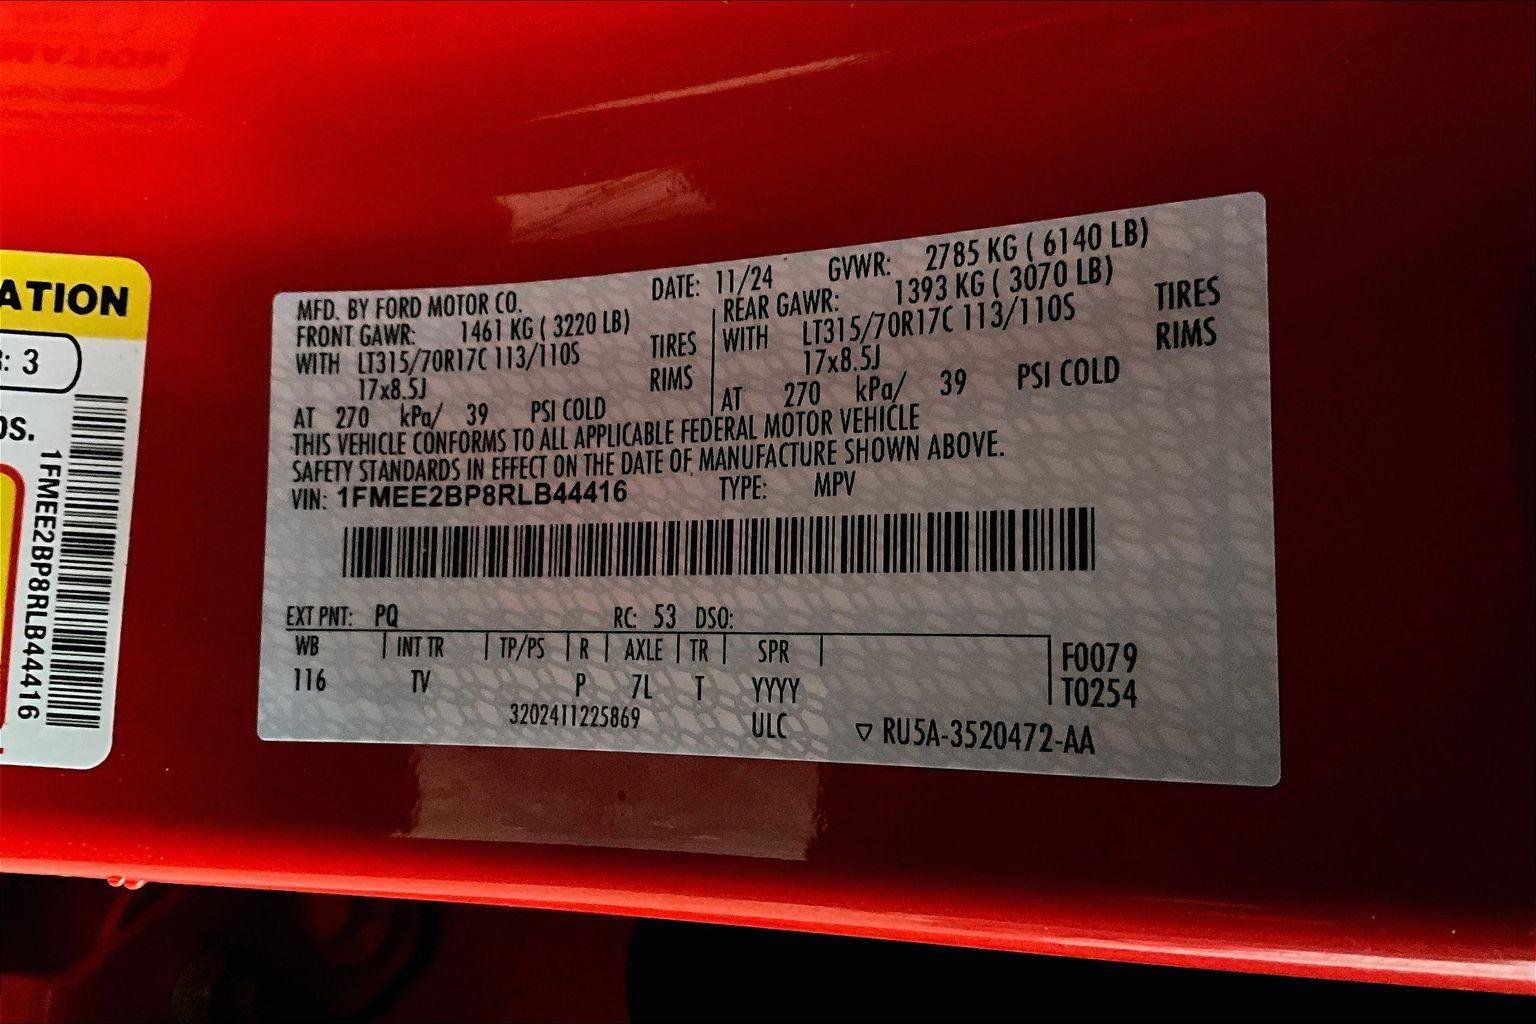 ATION
: 3
os.
1FMEE2BP8RLB44416
MFD. BY FORD MOTOR CO.
DATE: 11/24 GVWR: 2785 KG ( 6140 LB)
FRONT GAWR: 1461 KG ( 3220 LB)
WITH LT315/70R17C 113/110S TIRES
17x8.5J RIMS
AT 270 kPa/ 39 PSI COLD
REAR GAWR: 1393 KG ( 3070 LB)
WITH LT315/70R17C 113/110S TIRES
17x8.5J RIMS
AT 270 kPa/ 39 PSI COLD
THIS VEHICLE CONFORMS TO ALL APPLICABLE FEDERAL MOTOR VEHICLE
SAFETY STANDARDS IN EFFECT ON THE DATE OF MANUFACTURE SHOWN ABOVE.
VIN: 1FMEE2BP8RLB44416 TYPE: MPV
EXT PNT: PQ RC: 53 DSO:
WB INT TR TP/PS R AXLE TR SPR
116 TV P 7L T YYYY
F0079
T0254
3202411225869 ULC ▽ RU5A-3520472-AA